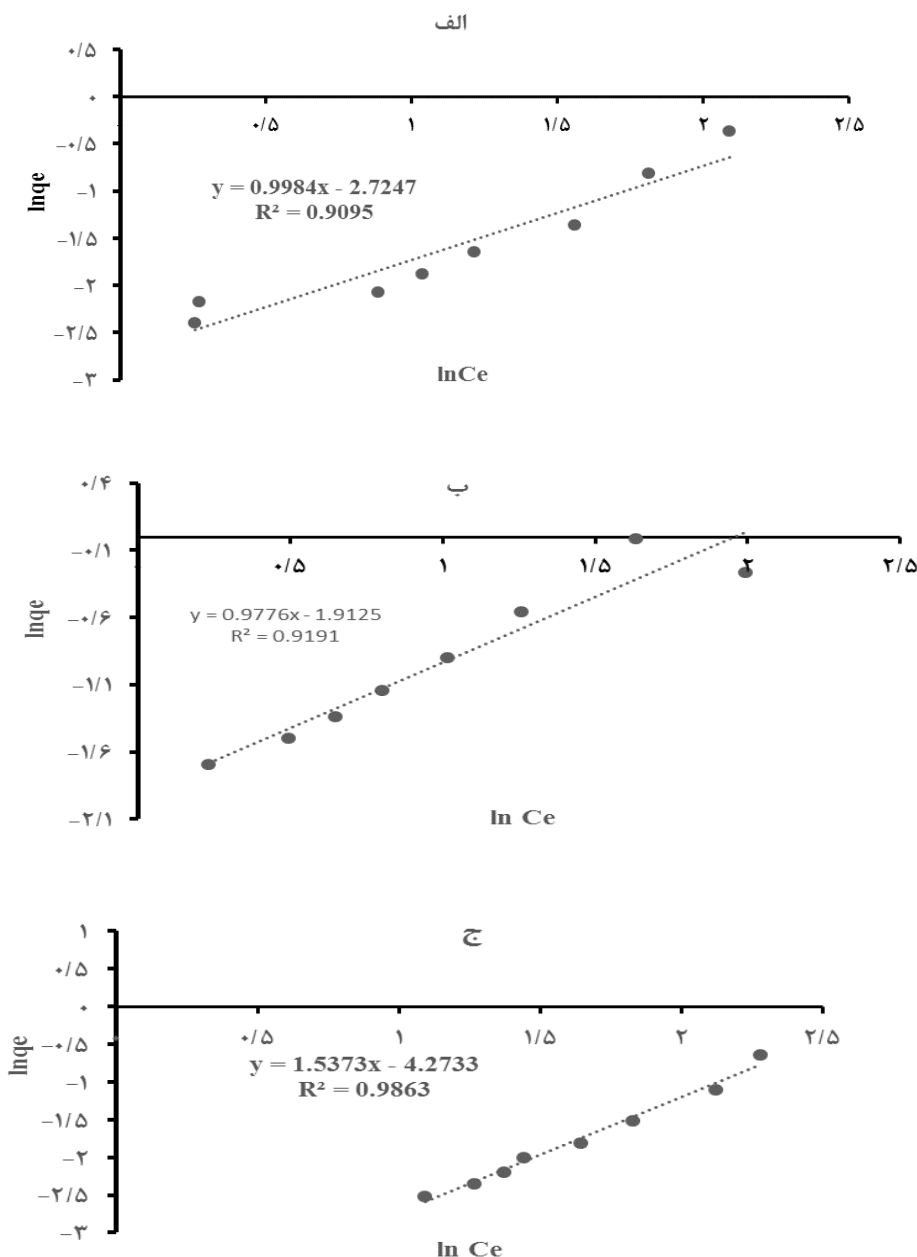 الف
۰/۵
۰
۰/۵ ۱ ۱/۵ ۲ ۲/۵
−۰/۵
−۱
−۱/۵
−۲
−۲/۵
−۳
lnqe
y = 0.9984x - 2.7247
R² = 0.9095
lnCe
ب
۰/۴
−۰/۱
۰/۵ ۱ ۱/۵ ۲ ۲/۵
−۰/۶
−۱/۱
−۱/۶
−۲/۱
lnqe
y = 0.9776x - 1.9125
R² = 0.9191
ln Ce
ج
۱
۰/۵
۰
۰/۵ ۱ ۱/۵ ۲ ۲/۵
−۰/۵
−۱
−۱/۵
−۲
−۲/۵
−۳
lnqe
y = 1.5373x - 4.2733
R² = 0.9863
ln Ce